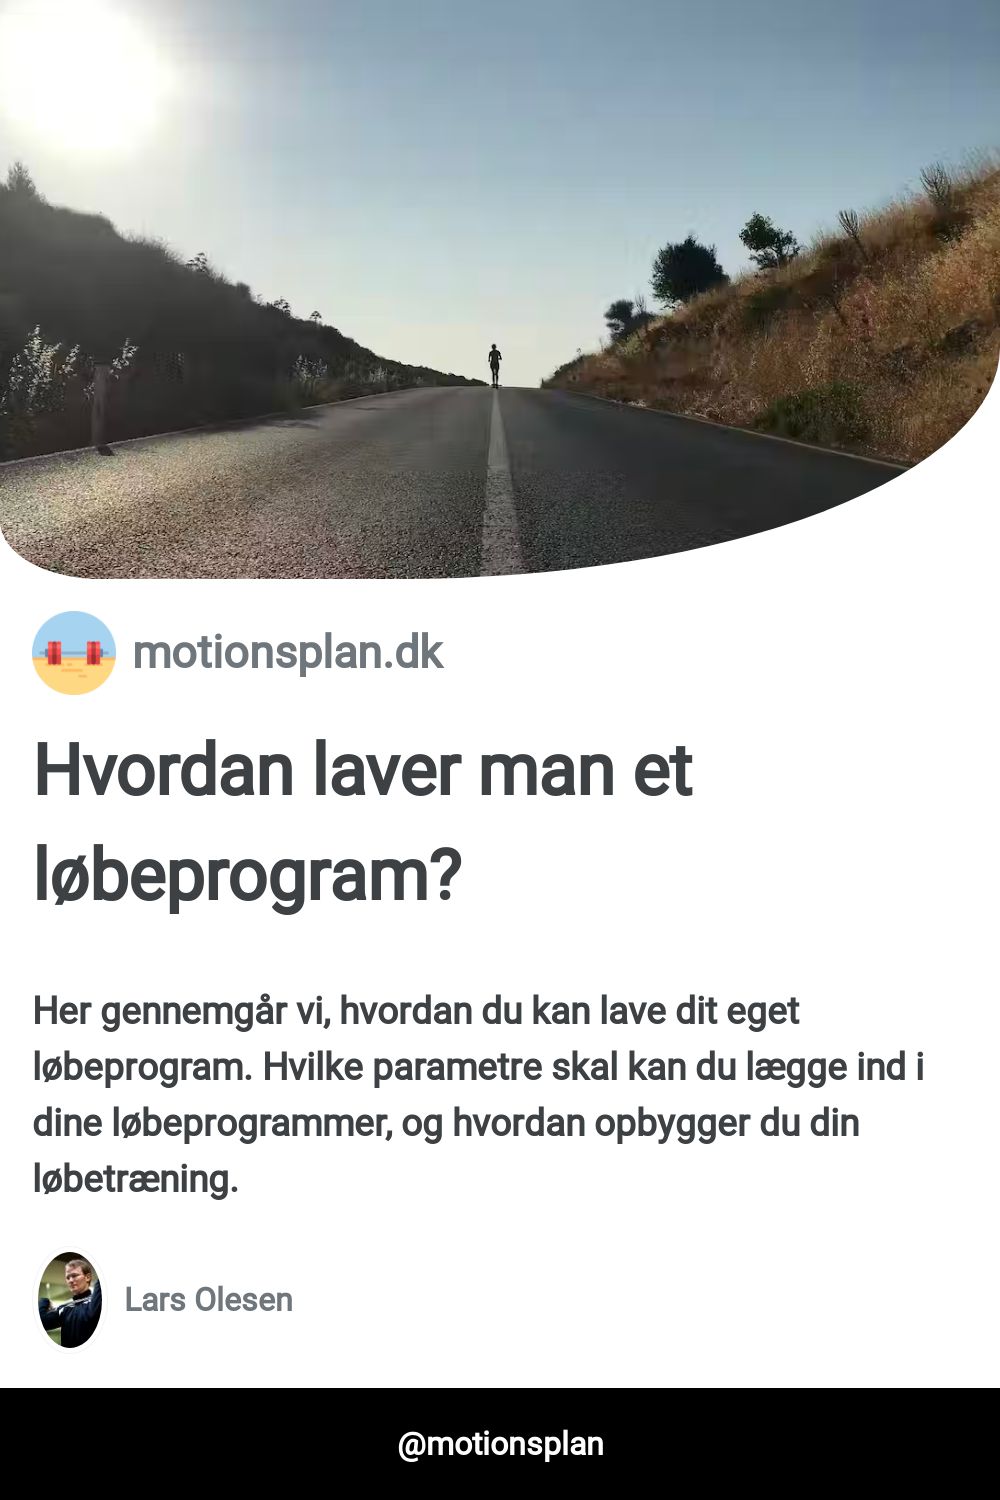 motionsplan.dk
Hvordan laver man et
løbeprogram?
Her gennemgår vi, hvordan du kan lave dit eget
løbeprogram. Hvilke parametre skal kan du lægge ind i
dine løbeprogrammer, og hvordan opbygger du din
løbetræning.
Lars Olesen
@motionsplan